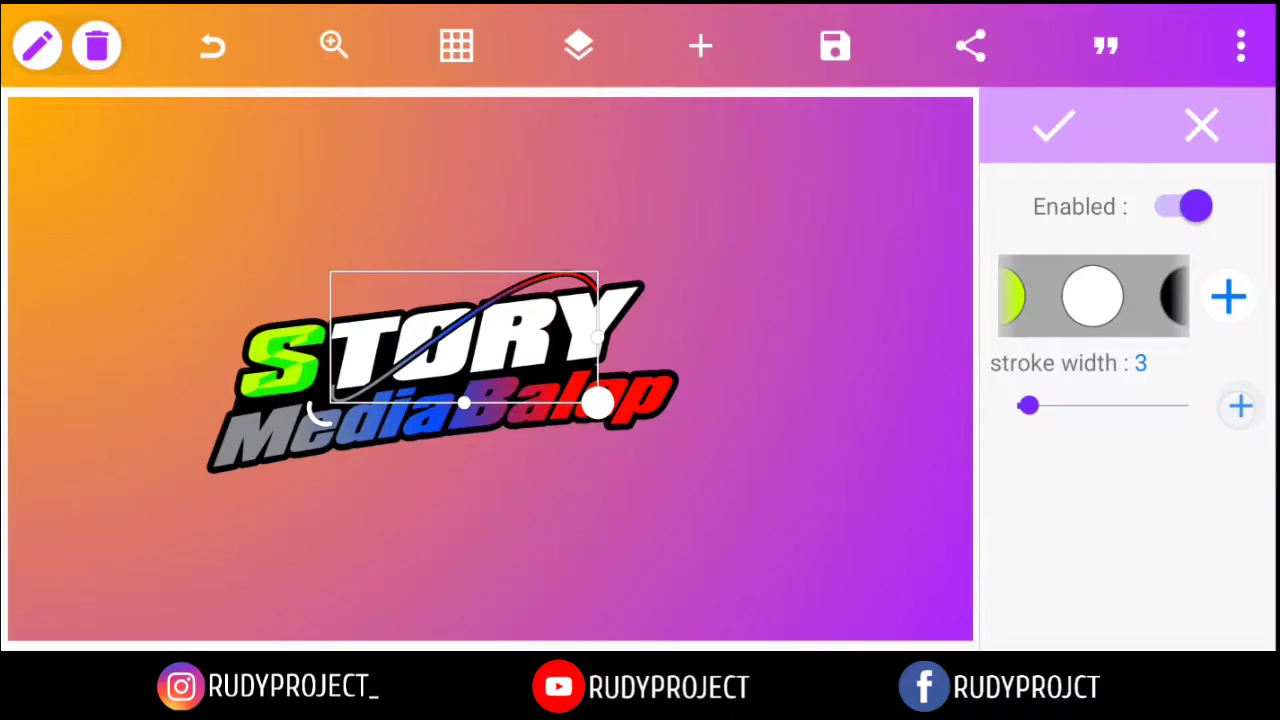 Enabled :
stroke width : 3
STORY
MediaBalap
RUDYPROJECT_
RUDYPROJECT
RUDYPROJCT